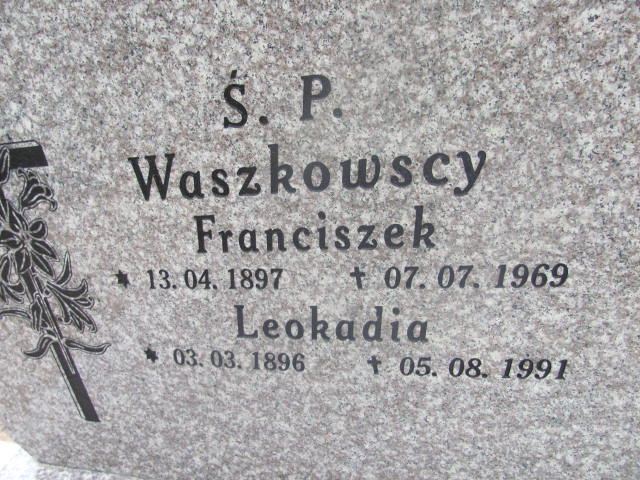 Ś. P.
Waszkowscy
Franciszek
* 13.04.1897 † 07.07.1969
Leokadia
* 03.03.1896 † 05.08.1991